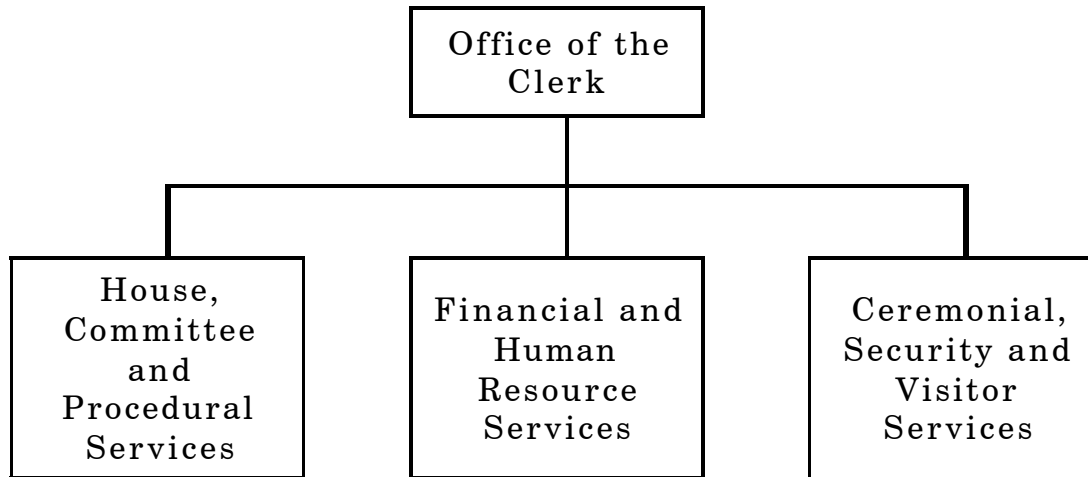 Office of the
Clerk
House,
Committee
and
Procedural
Services
Financial and
Human
Resource
Services
Ceremonial,
Security and
Visitor
Services